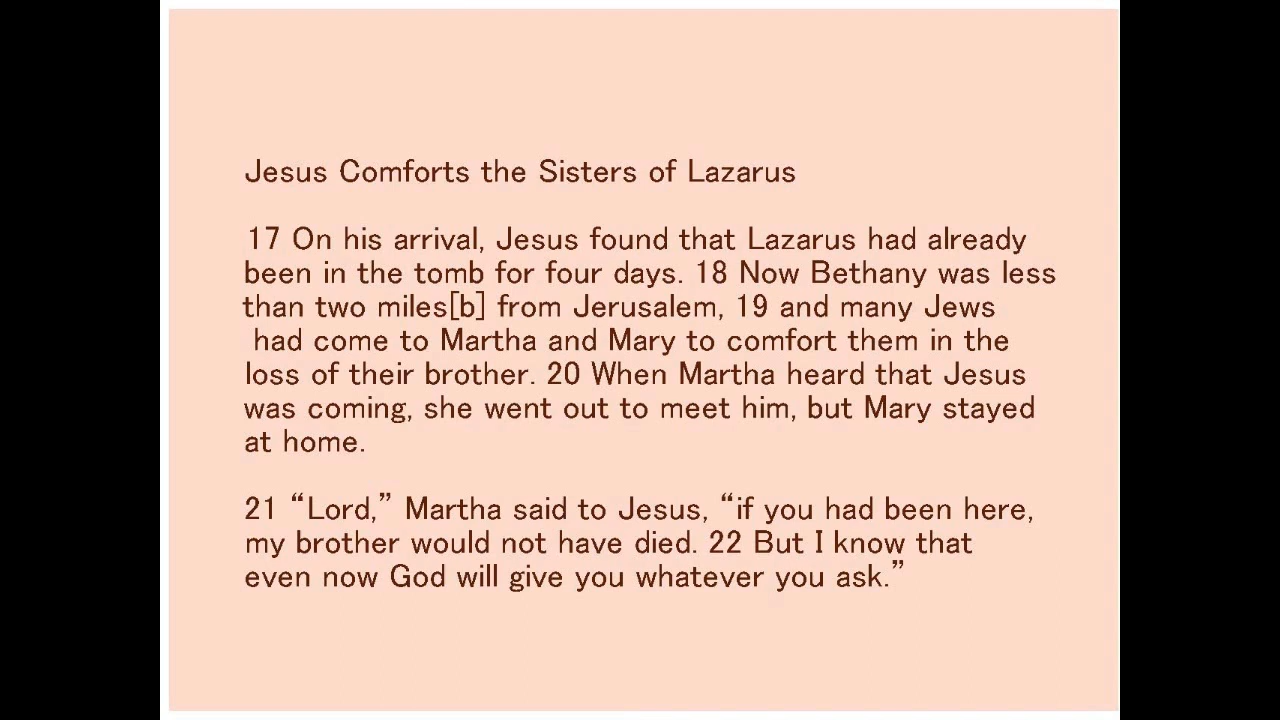 Jesus Comforts the Sisters of Lazarus
17 On his arrival, Jesus found that Lazarus had already
been in the tomb for four days. 18 Now Bethany was less
than two miles[b] from Jerusalem, 19 and many Jews
had come to Martha and Mary to comfort them in the
loss of their brother. 20 When Martha heard that Jesus
was coming, she went out to meet him, but Mary stayed
at home.
21 “Lord,” Martha said to Jesus, “if you had been here,
my brother would not have died. 22 But I know that
even now God will give you whatever you ask.”